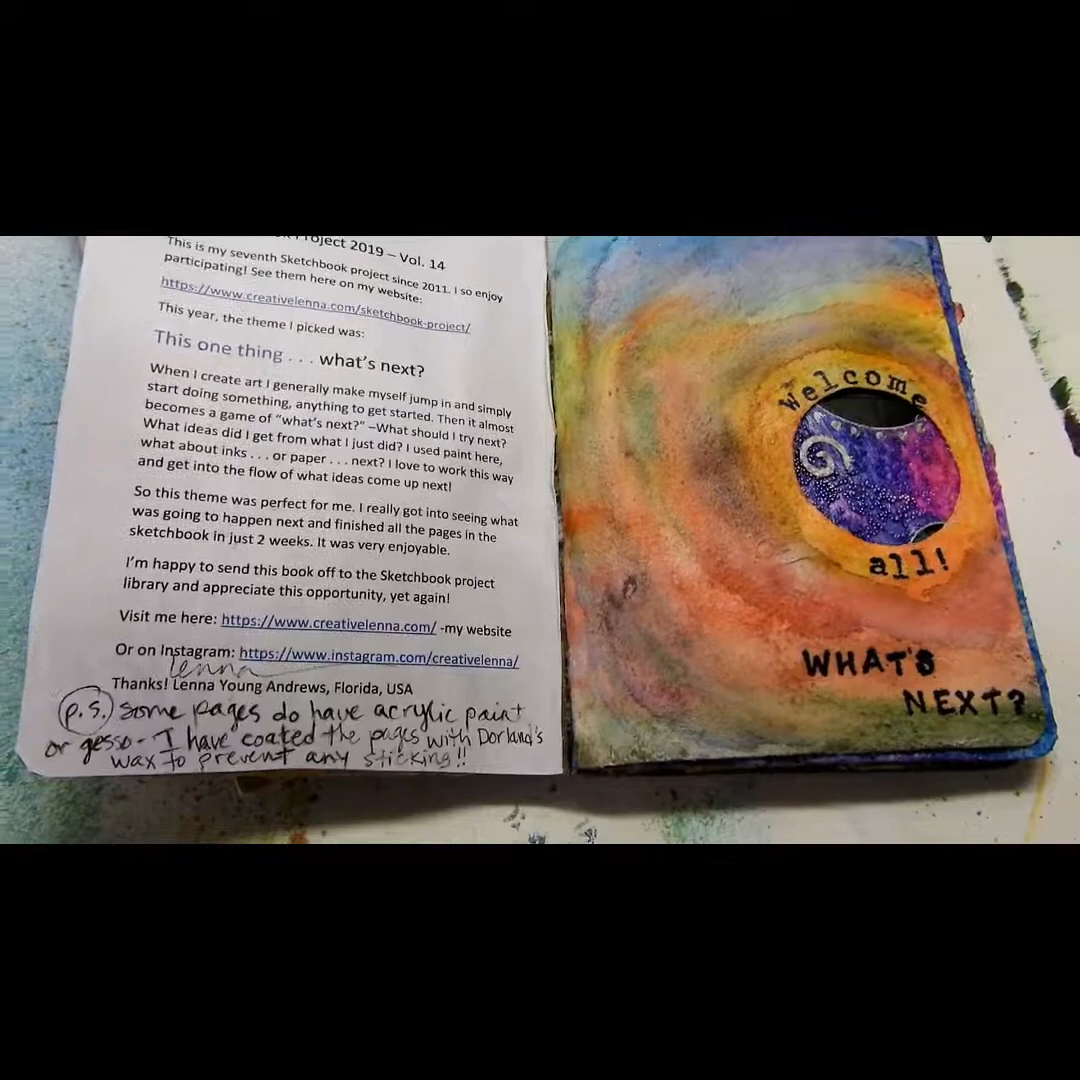 Project 2019 – Vol. 14
This is my seventh Sketchbook project since 2011. I so enjoy
participating! See them here on my website:
https://www.creativelenna.com/sketchbook-project/
This year, the theme I picked was:
This one thing . . . what's next?
When I create art I generally make myself jump in and simply
start doing something, anything to get started. Then it almost
becomes a game of "what's next?" –What should I try next?
What ideas did I get from what I just did? I used paint here,
what about inks . . . or paper . . . next? I love to work this way
and get into the flow of what ideas come up next!
So this theme was perfect for me. I really got into seeing what
was going to happen next and finished all the pages in the
sketchbook in just 2 weeks. It was very enjoyable.
I'm happy to send this book off to the Sketchbook project
library and appreciate this opportunity, yet again!
Visit me here: https://www.creativelenna.com/ -my website
Or on Instagram: https://www.instagram.com/creativelenna/
lenna
Thanks! Lenna Young Andrews, Florida, USA
p.s. some pages do have acrylic paint
or gesso - I have coated the pages with Dorland's
wax to prevent any sticking!!
welcome
all!
WHAT'S
NEXT?